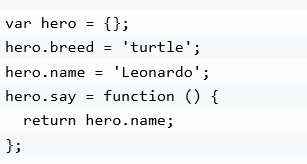 var hero = {};
hero.breed = 'turtle';
hero.name = 'Leonardo';
hero.say = function () {
  return hero.name;
};